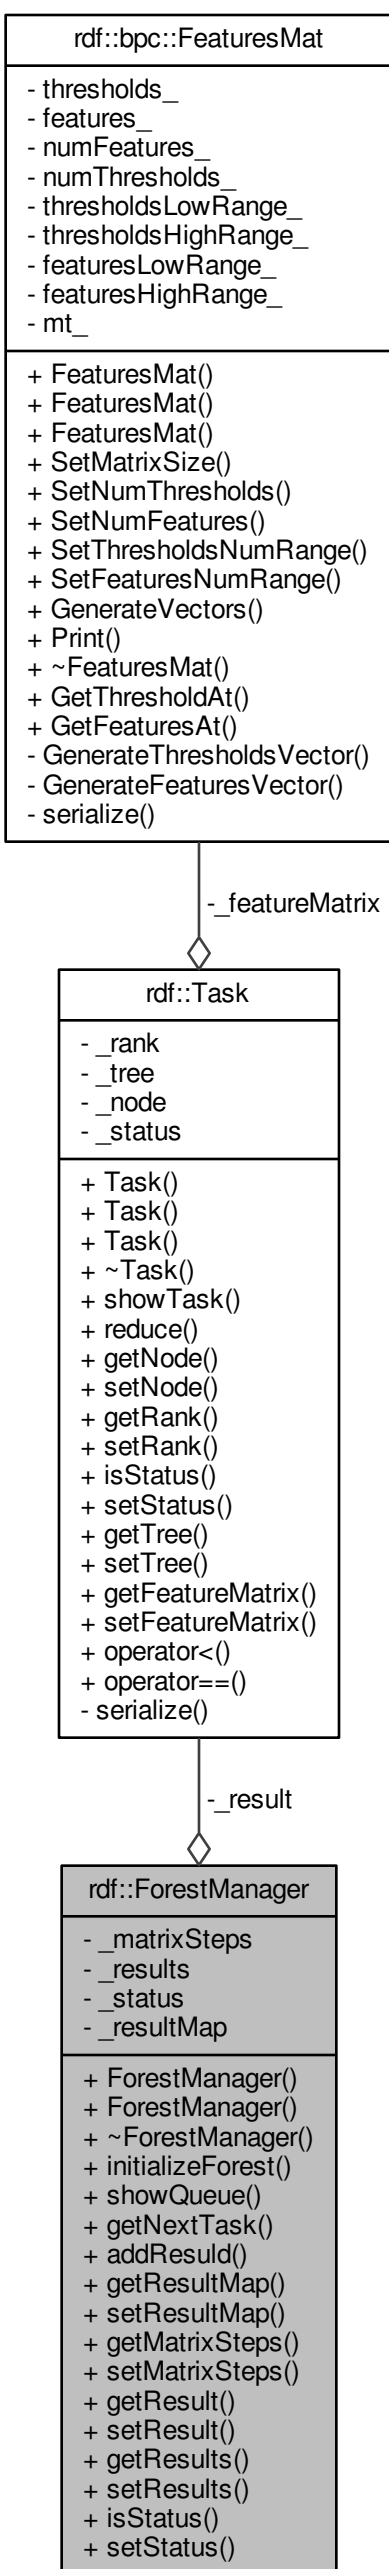 rdf::bpc::FeaturesMat
- thresholds_
- features_
- numFeatures_
- numThresholds_
- thresholdsLowRange_
- thresholdsHighRange_
- featuresLowRange_
- featuresHighRange_
- mt_
+ FeaturesMat()
+ FeaturesMat()
+ FeaturesMat()
+ SetMatrixSize()
+ SetNumThresholds()
+ SetNumFeatures()
+ SetThresholdsNumRange()
+ SetFeaturesNumRange()
+ GenerateVectors()
+ Print()
+ ~FeaturesMat()
+ GetThresholdAt()
+ GetFeaturesAt()
- GenerateThresholdsVector()
- GenerateFeaturesVector()
- serialize()
-_featureMatrix
rdf::Task
- _rank
- _tree
- _node
- _status
+ Task()
+ Task()
+ Task()
+ ~Task()
+ showTask()
+ reduce()
+ getNode()
+ setNode()
+ getRank()
+ setRank()
+ isStatus()
+ setStatus()
+ getTree()
+ setTree()
+ getFeatureMatrix()
+ setFeatureMatrix()
+ operator<()
+ operator==()
- serialize()
-_result
rdf::ForestManager
- _matrixSteps
- _results
- _status
- _resultMap
+ ForestManager()
+ ForestManager()
+ ~ForestManager()
+ initializeForest()
+ showQueue()
+ getNextTask()
+ addResuld()
+ getResultMap()
+ setResultMap()
+ getMatrixSteps()
+ setMatrixSteps()
+ getResult()
+ setResult()
+ getResults()
+ setResults()
+ isStatus()
+ setStatus()